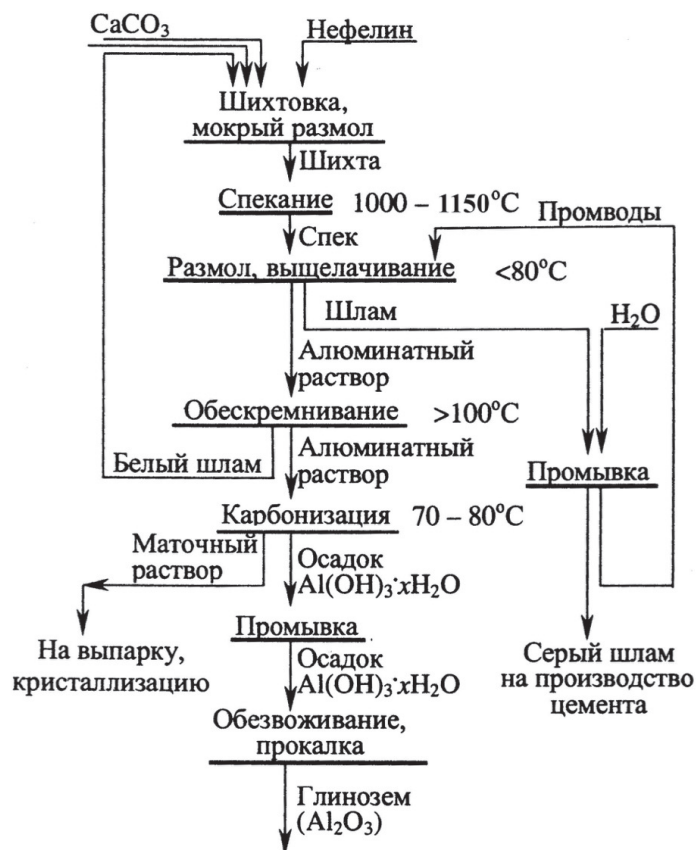 CaCO₃
Нефелин
Шихтовка,
мокрый размол
Шихта
Спекание 1000 – 1150°C
Промводы
Спек
Размол, выщелачивание <80°C
Шлам
H₂O
Алюминатный
раствор
Обескремнивание >100°C
Белый шлам
Алюминатный
раствор
Промывка
Карбонизация 70 – 80°C
Маточный
раствор
Осадок
Al(OH)₃·xH₂O
Промывка
На выпарку,
кристаллизацию
Осадок
Al(OH)₃·xH₂O
Серый шлам
на производство
цемента
Обезвоживание,
прокалка
Глинозем
(Al₂O₃)